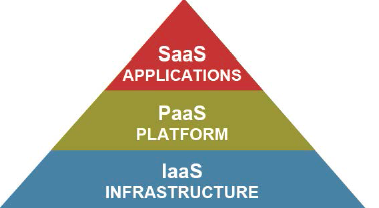 SaaS
APPLICATIONS
PaaS
PLATFORM
IaaS
INFRASTRUCTURE